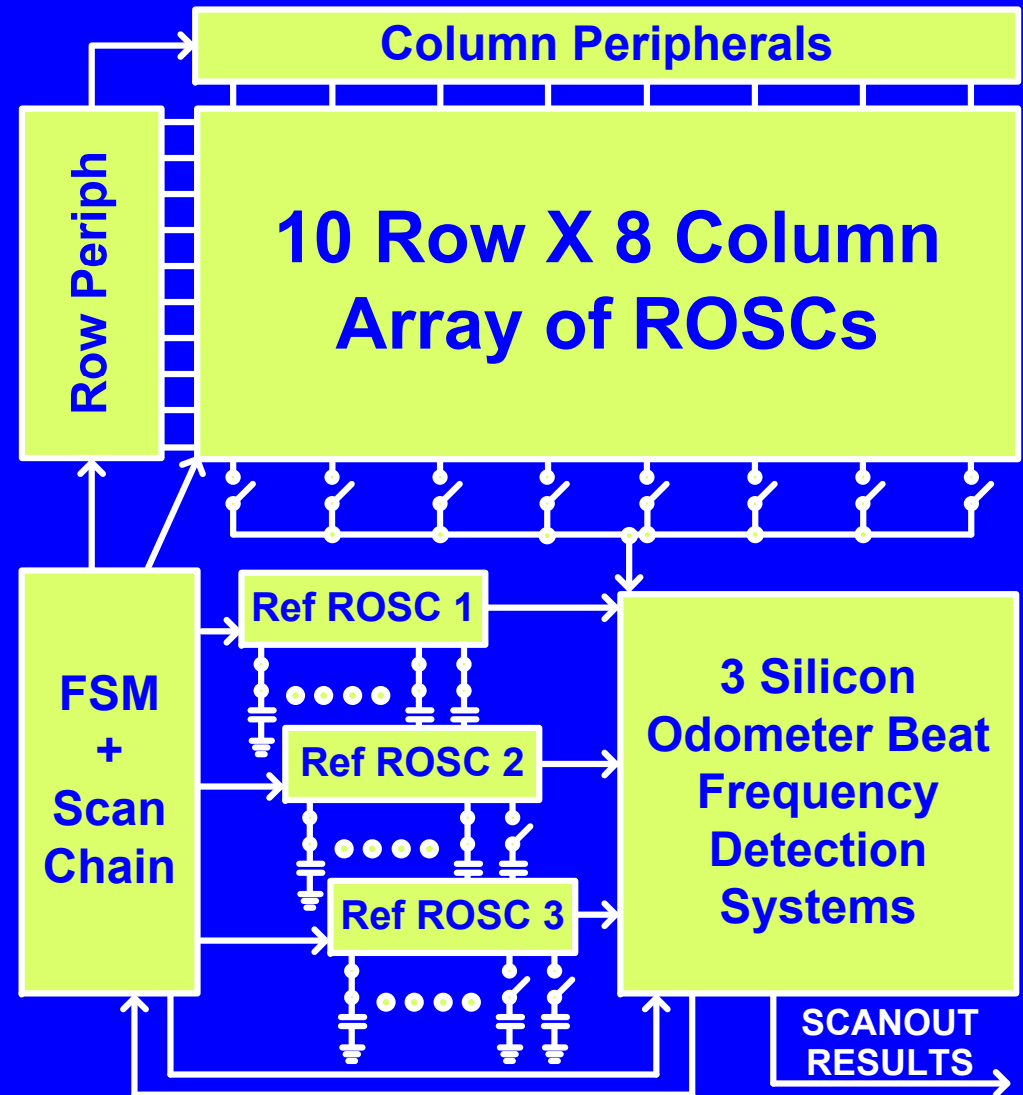 Column Peripherals
Row Periph
10 Row X 8 Column
Array of ROSCs
Ref ROSC 1
FSM
+
Scan
Chain
Ref ROSC 2
Ref ROSC 3
3 Silicon
Odometer Beat
Frequency
Detection
Systems
SCANOUT
RESULTS